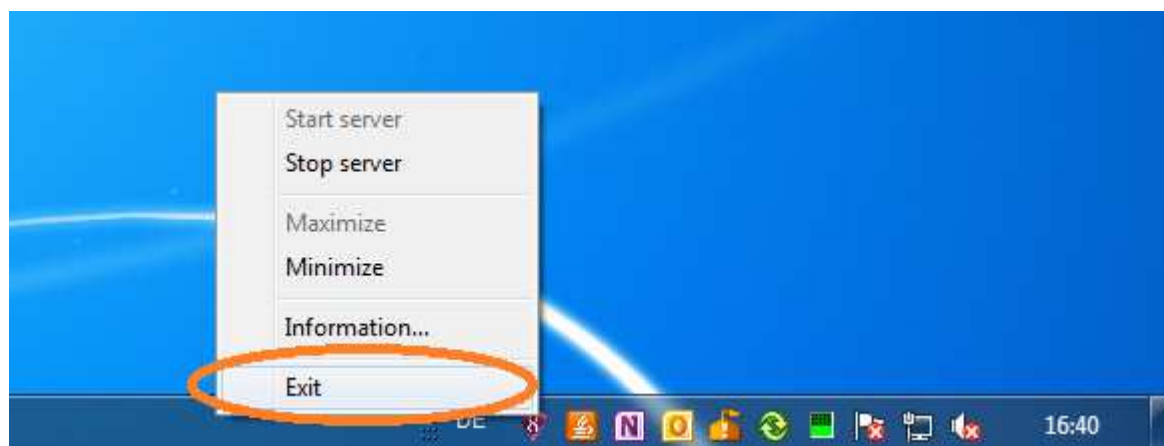 Start server
Stop server
Maximize
Minimize
Information...
Exit
DE
N
O
16:40